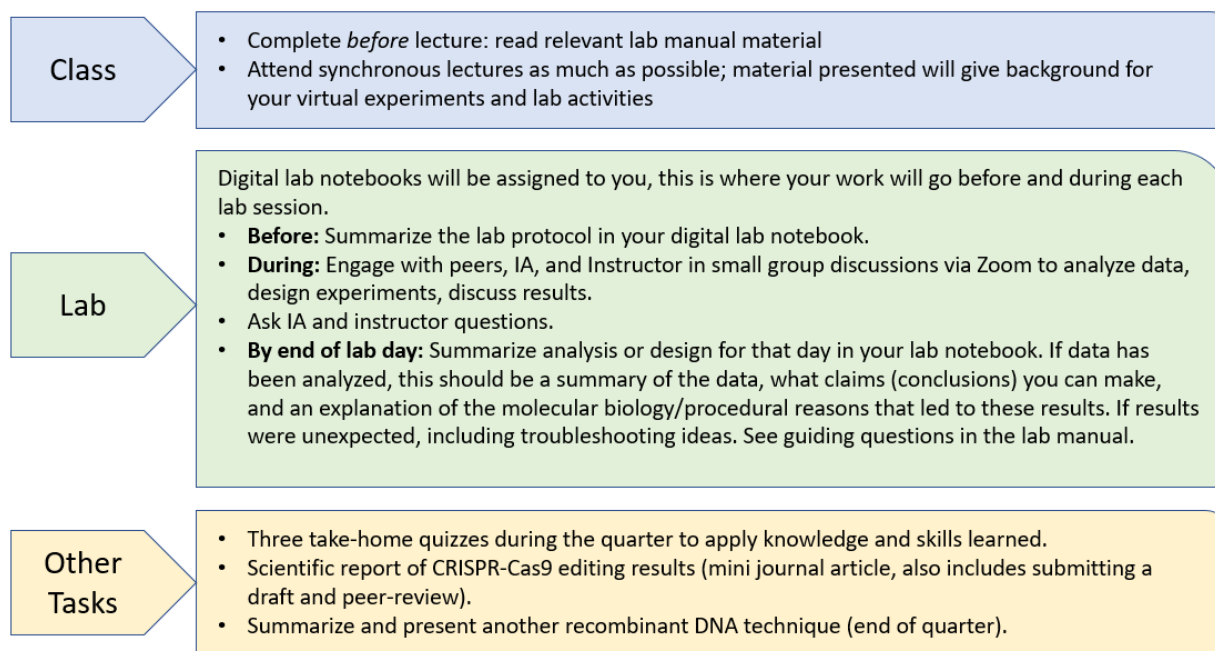 Class
• Complete before lecture: read relevant lab manual material
• Attend synchronous lectures as much as possible; material presented will give background for
your virtual experiments and lab activities
Lab
Digital lab notebooks will be assigned to you, this is where your work will go before and during each
lab session.
• Before: Summarize the lab protocol in your digital lab notebook.
• During: Engage with peers, IA, and Instructor in small group discussions via Zoom to analyze data,
design experiments, discuss results.
• Ask IA and instructor questions.
• By end of lab day: Summarize analysis or design for that day in your lab notebook. If data has
been analyzed, this should be a summary of the data, what claims (conclusions) you can make,
and an explanation of the molecular biology/procedural reasons that led to these results. If results
were unexpected, including troubleshooting ideas. See guiding questions in the lab manual.
Other
Tasks
• Three take-home quizzes during the quarter to apply knowledge and skills learned.
• Scientific report of CRISPR-Cas9 editing results (mini journal article, also includes submitting a
draft and peer-review).
• Summarize and present another recombinant DNA technique (end of quarter).